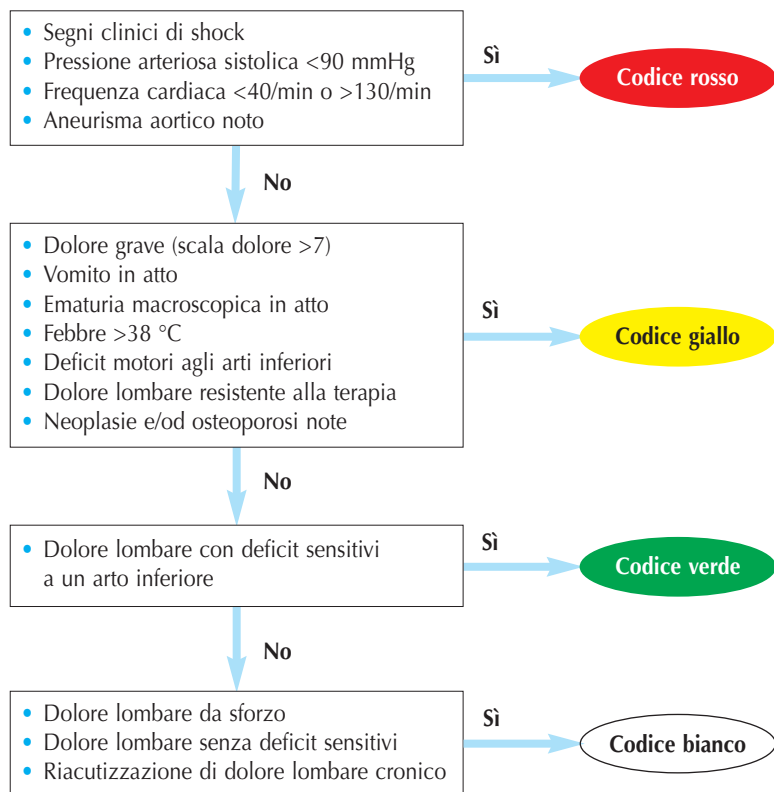 • Segni clinici di shock
• Pressione arteriosa sistolica <90 mmHg
• Frequenza cardiaca <40/min o >130/min
• Aneurisma aortico noto
Sì
Codice rosso
No
• Dolore grave (scala dolore >7)
• Vomito in atto
• Ematuria macroscopica in atto
• Febbre >38 °C
• Deficit motori agli arti inferiori
• Dolore lombare resistente alla terapia
• Neoplasie e/od osteoporosi note
Sì
Codice giallo
No
• Dolore lombare con deficit sensitivi
a un arto inferiore
Sì
Codice verde
No
• Dolore lombare da sforzo
• Dolore lombare senza deficit sensitivi
• Riacutizzazione di dolore lombare cronico
Sì
Codice bianco